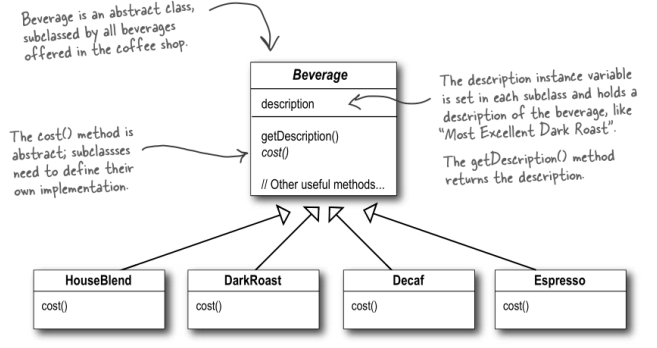 Beverage is an abstract class,
subclassed by all beverages
offered in the coffee shop.
Beverage
description
getDescription()
cost()
// Other useful methods...
The cost() method is
abstract; subclassses
need to define their
own implementation.
The description instance variable
is set in each subclass and holds a
description of the beverage, like
“Most Excellent Dark Roast”.
The getDescription() method
returns the description.
HouseBlend
cost()
DarkRoast
cost()
Decaf
cost()
Espresso
cost()